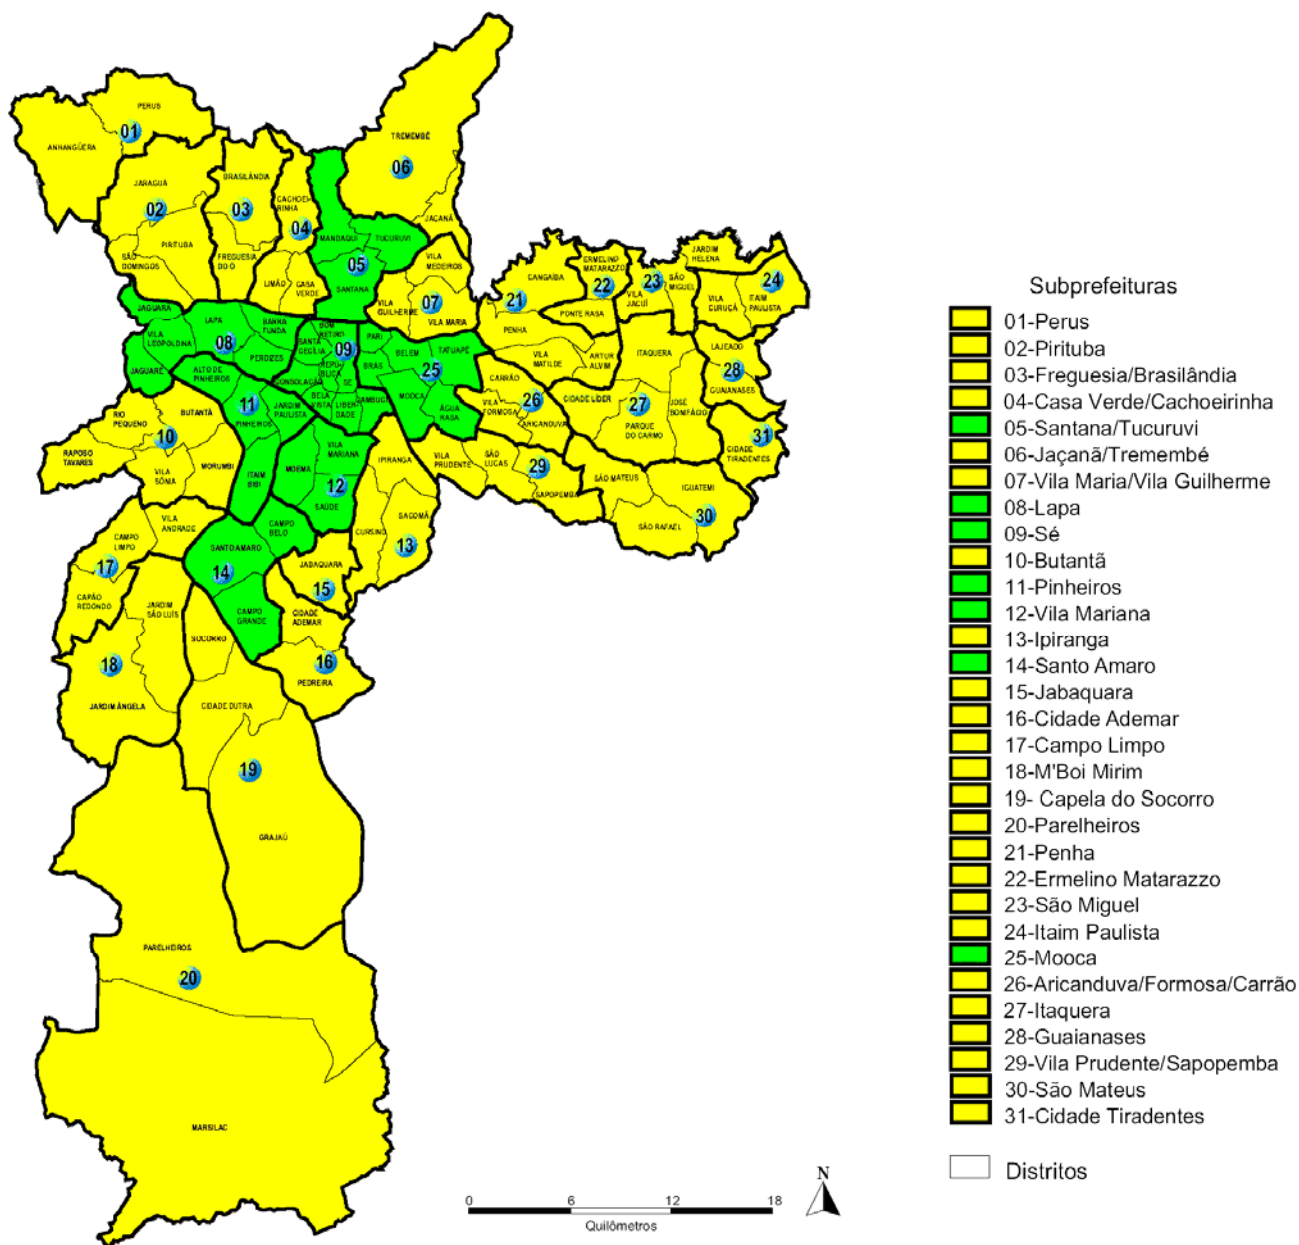 PERUS
01
ANHANGÜERA
TREMEMBÉ
06
JARAGUÁ
02
PIRITUBA
SÃO
DOMINGOS
BRASILÂNDIA
03
FREGUESIA
DO O
CACHOEI-
RINHA
04
LIMÃO
CASA
VERDE
MANDAQUI
TUCURUVI
05
SANTANA
JAÇANÃ
VILA
MEDEIROS
07
VILA
GUILHERME
VILA MARIA
CANGAÍBA
21
PENHA
ERMELINO
MATARAZZO
22
PONTE RASA
23
SÃO
MIGUEL
VILA
JACUÍ
JARDIM
HELENA
24
VILA
CURUÇÁ
ITAIM
PAULISTA
JAGUARA
VILA
LEOPOLDINA
JAGUARÉ
LAPA
08
BARRA
FUNDA
PERDIZES
BOM
RETIRO
SANTA
CECÍLIA
09
REPÚ-
BLICA
SÉ
CONSOLAÇÃO
BELA
VISTA
LIBER-
DADE
CAMBUCI
PARI
BRÁS
BELÉM
TATUAPÉ
25
MOOCA
ÁGUA
RASA
VILA
MATILDE
ARTUR
ALVIM
ITAQUERA
LAJEADO
28
GUAIANASES
CARRÃO
26
VILA
FORMOSA
ARICANDUVA
CIDADE LÍDER
27
PARQUE
DO CARMO
JOSÉ
BONIFÁCIO
31
CIDADE
TIRADENTES
ALTO DE
PINHEIROS
11
PINHEIROS
JARDIM
PAULISTA
ITAIM
BIBI
RIO
PEQUENO
BUTANTÃ
10
RAPOSO
TAVARES
VILA
SÔNIA
MORUMBI
MOEMA
VILA
MARIANA
12
SAÚDE
IPIRANGA
SACOMÃ
CURSINO
13
VILA
PRUDENTE
SÃO
LUCAS
29
SAPOPEMBA
SÃO MATEUS
IGUATEMI
SÃO RAFAEL
30
VILA
ANDRADE
CAMPO
LIMPO
17
CAPÃO
REDONDO
CAMPO
BELO
SANTO AMARO
14
CAMPO
GRANDE
JABAQUARA
15
CIDADE
ADEMAR
16
PEDREIRA
JARDIM
SÃO LUÍS
18
JARDIM ÂNGELA
SOCORRO
CIDADE DUTRA
19
GRAJAÚ
PARELHEIROS
20
MARSILAC
Subprefeituras
01-Perus
02-Pirituba
03-Freguesia/Brasilândia
04-Casa Verde/Cachoeirinha
05-Santana/Tucuruvi
06-Jaçanã/Tremembé
07-Vila Maria/Vila Guilherme
08-Lapa
09-Sé
10-Butantã
11-Pinheiros
12-Vila Mariana
13-Ipiranga
14-Santo Amaro
15-Jabaquara
16-Cidade Ademar
17-Campo Limpo
18-M'Boi Mirim
19- Capela do Socorro
20-Parelheiros
21-Penha
22-Ermelino Matarazzo
23-São Miguel
24-Itaim Paulista
25-Mooca
26-Aricanduva/Formosa/Carrão
27-Itaquera
28-Guaianases
29-Vila Prudente/Sapopemba
30-São Mateus
31-Cidade Tiradentes
Distritos
N
0 6 12 18
Quilômetros